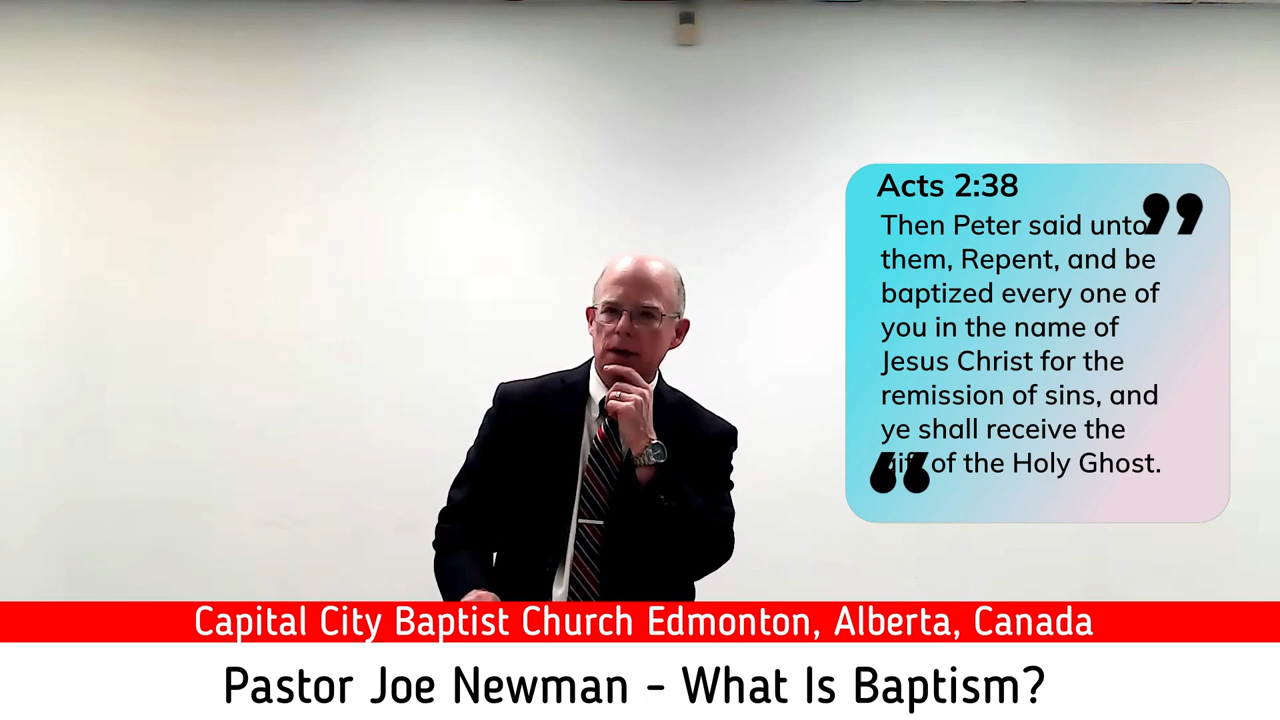 Acts 2:38
Then Peter said unto
them, Repent, and be
baptized every one of
you in the name of
Jesus Christ for the
remission of sins, and
ye shall receive the
gift of the Holy Ghost.
Capital City Baptist Church Edmonton, Alberta, Canada
Pastor Joe Newman - What Is Baptism?